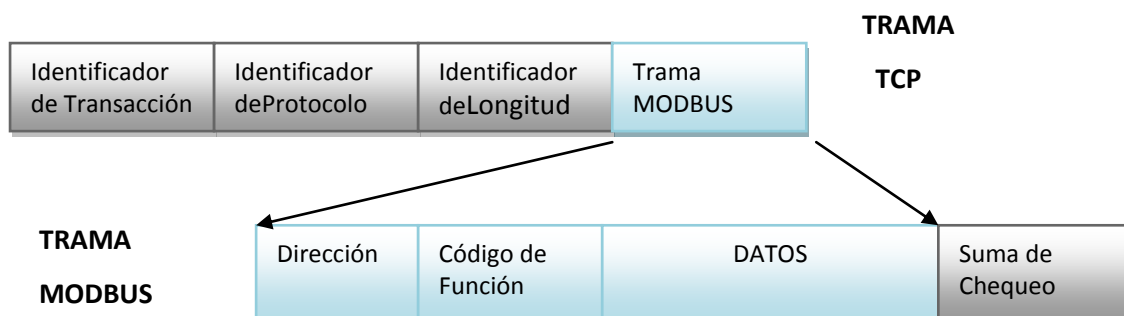 TRAMA
TCP
Identificador
de Transacción
Identificador
deProtocolo
Identificador
deLongitud
Trama
MODBUS
TRAMA
MODBUS
Dirección
Código de
Función
DATOS
Suma de
Chequeo